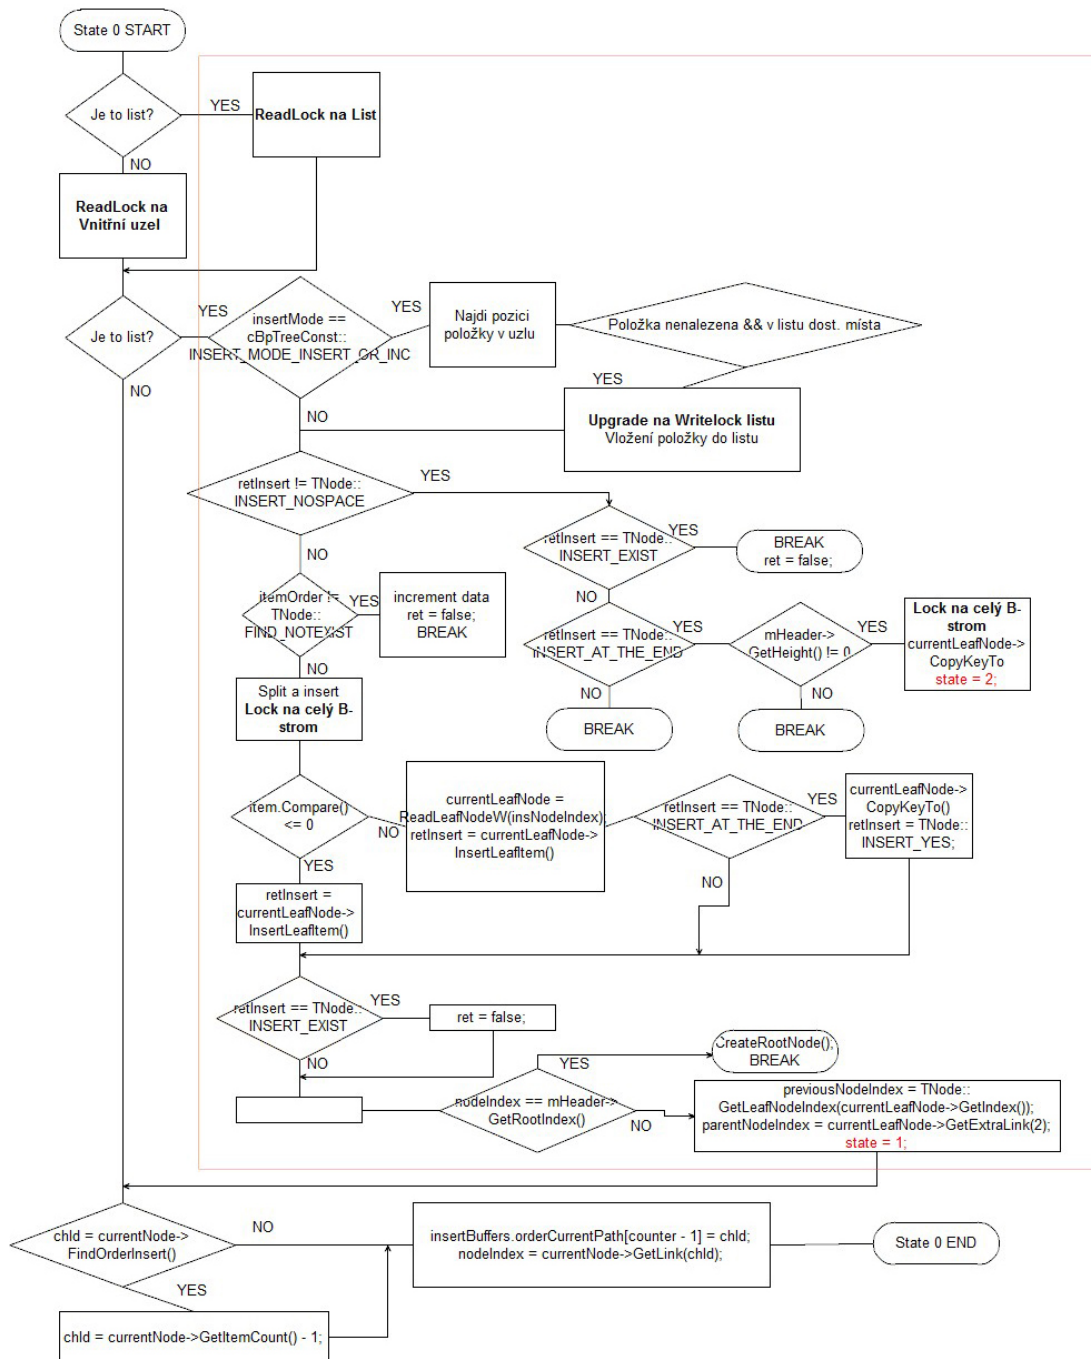 State 0 START
Je to list?
YES
ReadLock na List
NO
ReadLock na
Vnitřní uzel
Je to list?
YES
insertMode ==
cBpTreeConst::
INSERT_MODE_INSERT_OR_INC
YES
Najdi pozici
položky v uzlu
Položka nenalezena && v listu dost. místa
NO
NO
YES
Upgrade na Writelock listu
Vložení položky do listu
retInsert != TNode::
INSERT_NOSPACE
YES
NO
retInsert == TNode::
INSERT_EXIST
YES
BREAK
ret = false;
NO
itemOrder !=
TNode::
FIND_NOTEXIST
YES
increment data
ret = false;
BREAK
NO
retInsert == TNode::
INSERT_AT_THE_END
YES
mHeader->
GetHeight() != 0
YES
Lock na celý B-
strom
currentLeafNode->
CopyKeyTo
state = 2;
NO
BREAK
NO
BREAK
Split a insert
Lock na celý B-
strom
item.Compare()
<= 0
NO
currentLeafNode =
ReadLeafNodeW(insNodeIndex);
retInsert = currentLeafNode->
InsertLeafItem()
retInsert == TNode::
INSERT_AT_THE_END
YES
currentLeafNode->
CopyKeyTo()
retInsert = TNode::
INSERT_YES;
YES
NO
retInsert =
currentLeafNode->
InsertLeafItem()
retInsert == TNode::
INSERT_EXIST
YES
ret = false;
NO
nodeIndex == mHeader->
GetRootIndex()
YES
CreateRootNode();
BREAK
NO
previousNodeIndex = TNode::
GetLeafNodeIndex(currentLeafNode->GetIndex());
parentNodeIndex = currentLeafNode->GetExtraLink(2);
state = 1;
chId = currentNode->
FindOrderInsert()
NO
insertBuffers.orderCurrentPath[counter - 1] = chId;
nodeIndex = currentNode->GetLink(chId);
State 0 END
YES
chId = currentNode->GetItemCount() - 1;